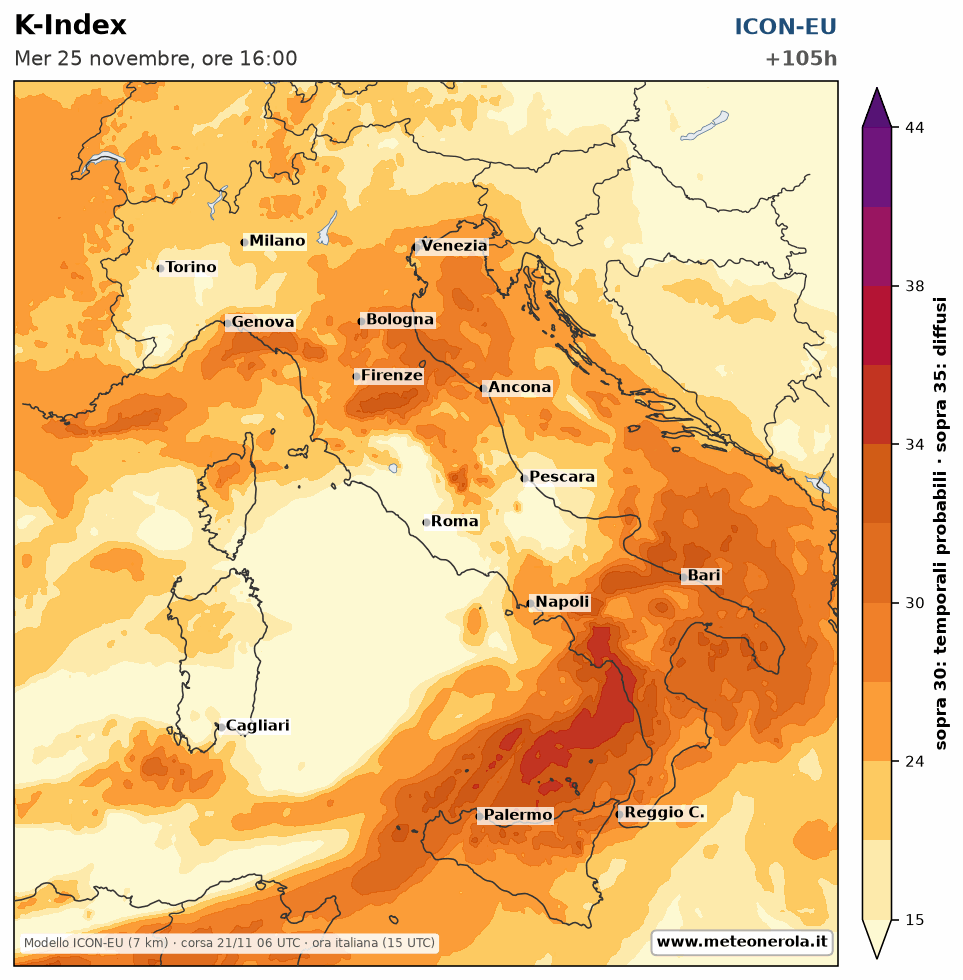 K-Index
ICON-EU
Mer 25 novembre, ore 16:00
+105h
Milano
Venezia
Torino
Genova
Bologna
Firenze
Ancona
Pescara
Roma
Bari
Napoli
Cagliari
Palermo
Reggio C.
44
38
34
30
24
15
sopra 30: temporali probabili · sopra 35: diffusi
Modello ICON-EU (7 km) · corsa 21/11 06 UTC · ora italiana (15 UTC)
www.meteonerola.it